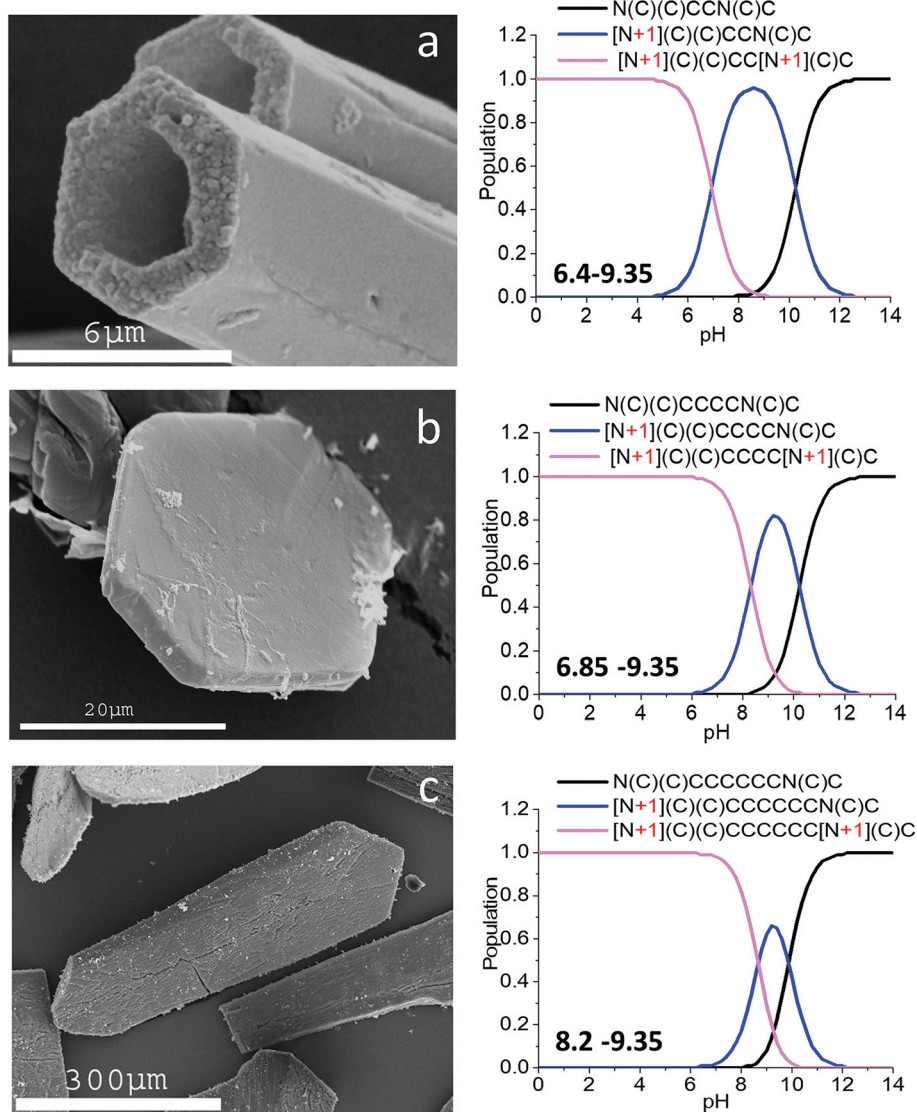 a
6μm
N(C)(C)CCN(C)C
[N+1](C)(C)CCN(C)C
[N+1](C)(C)CC[N+1](C)C
1.2
1.0
0.8
0.6
0.4
0.2
0.0
Population
6.4-9.35
0 2 4 6 8 10 12 14
pH
b
20μm
N(C)(C)CCCCN(C)C
[N+1](C)(C)CCCCN(C)C
[N+1](C)(C)CCCC[N+1](C)C
1.2
1.0
0.8
0.6
0.4
0.2
0.0
Population
6.85 -9.35
0 2 4 6 8 10 12 14
pH
c
300μm
N(C)(C)CCCCCCN(C)C
[N+1](C)(C)CCCCCCN(C)C
[N+1](C)(C)CCCCCC[N+1](C)C
1.2
1.0
0.8
0.6
0.4
0.2
0.0
Population
8.2 -9.35
0 2 4 6 8 10 12 14
pH